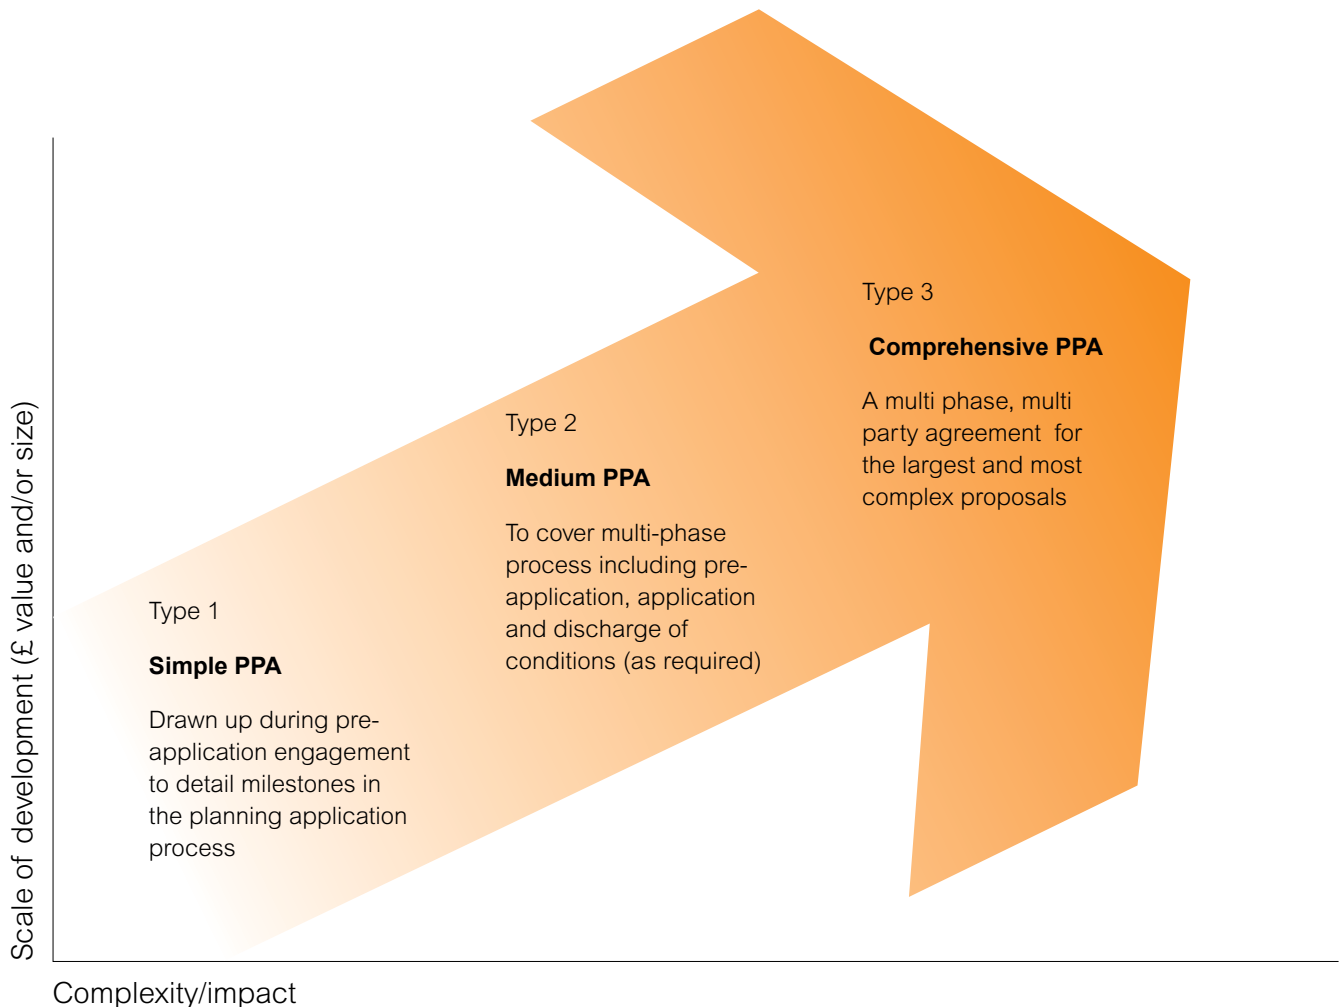 Type 3
Comprehensive PPA
A multi phase, multi
party agreement for
the largest and most
complex proposals
Type 2
Medium PPA
To cover multi-phase
process including pre-
application, application
and discharge of
conditions (as required)
Type 1
Simple PPA
Drawn up during pre-
application engagement
to detail milestones in
the planning application
process
Scale of development (£ value and/or size)
Complexity/impact